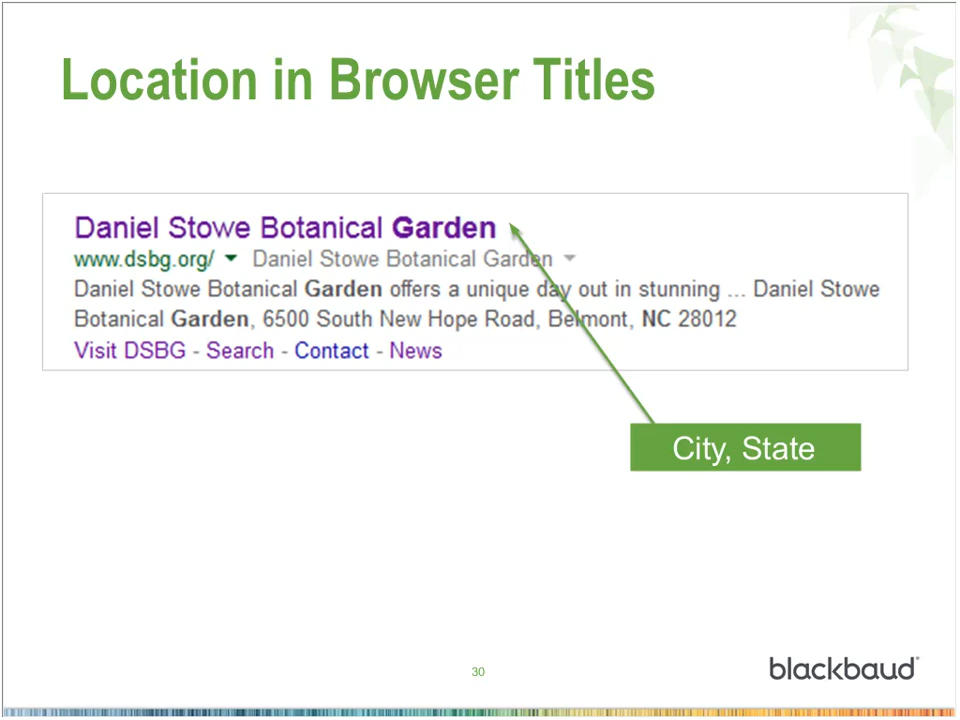 Location in Browser Titles
Daniel Stowe Botanical Garden
www.dsbg.org/ Daniel Stowe Botanical Garden
Daniel Stowe Botanical Garden offers a unique day out in stunning ... Daniel Stowe
Botanical Garden, 6500 South New Hope Road, Belmont, NC 28012
Visit DSBG - Search - Contact - News
City, State
30
blackbaud®